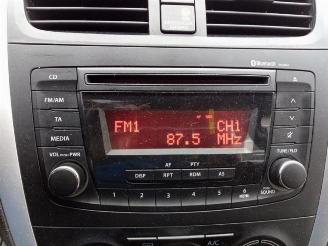 Bluetooth
CD
FM/AM
TA
MEDIA
VOL PUSH PWR
FM1 CH1
87.5 MHz
AF PTY
DISP RPT RDM AS
1 2 3 4 5 6
TUNE/FLD
SOUND
A/C